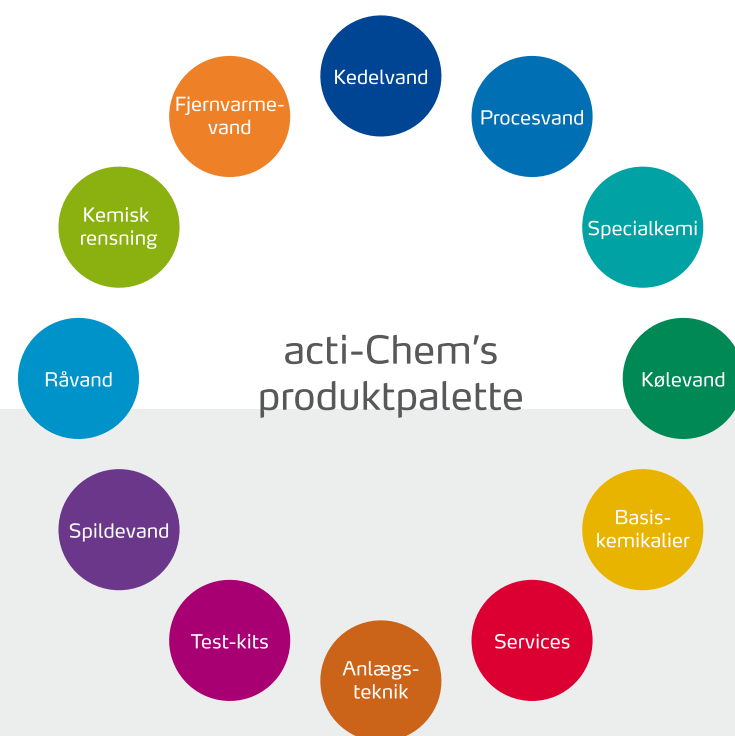 Kedelvand
Fjernvarme-
vand
Procesvand
Kemisk
rensning
Specialkemi
acti-Chem's
produktpalette
Råvand
Kølevand
Spildevand
Basis-
kemikalier
Test-kits
Services
Anlægs-
teknik